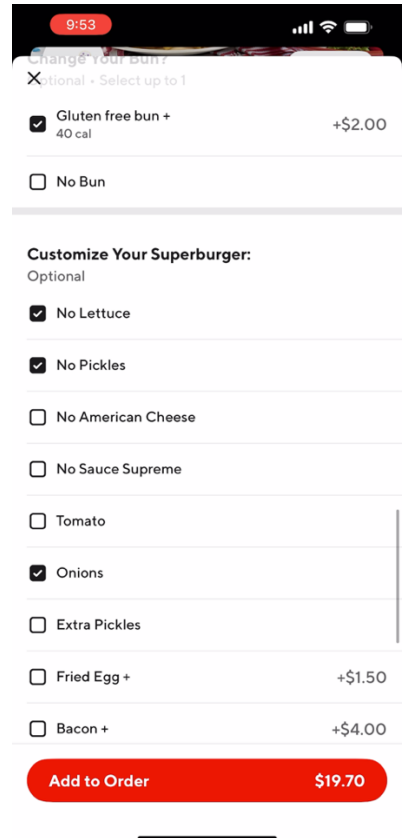 9:53
Change Your Bun?
Optional • Select up to 1
Gluten free bun + +$2.00
40 cal
No Bun
Customize Your Superburger:
Optional
No Lettuce
No Pickles
No American Cheese
No Sauce Supreme
Tomato
Onions
Extra Pickles
Fried Egg + +$1.50
Bacon + +$4.00
Add to Order $19.70